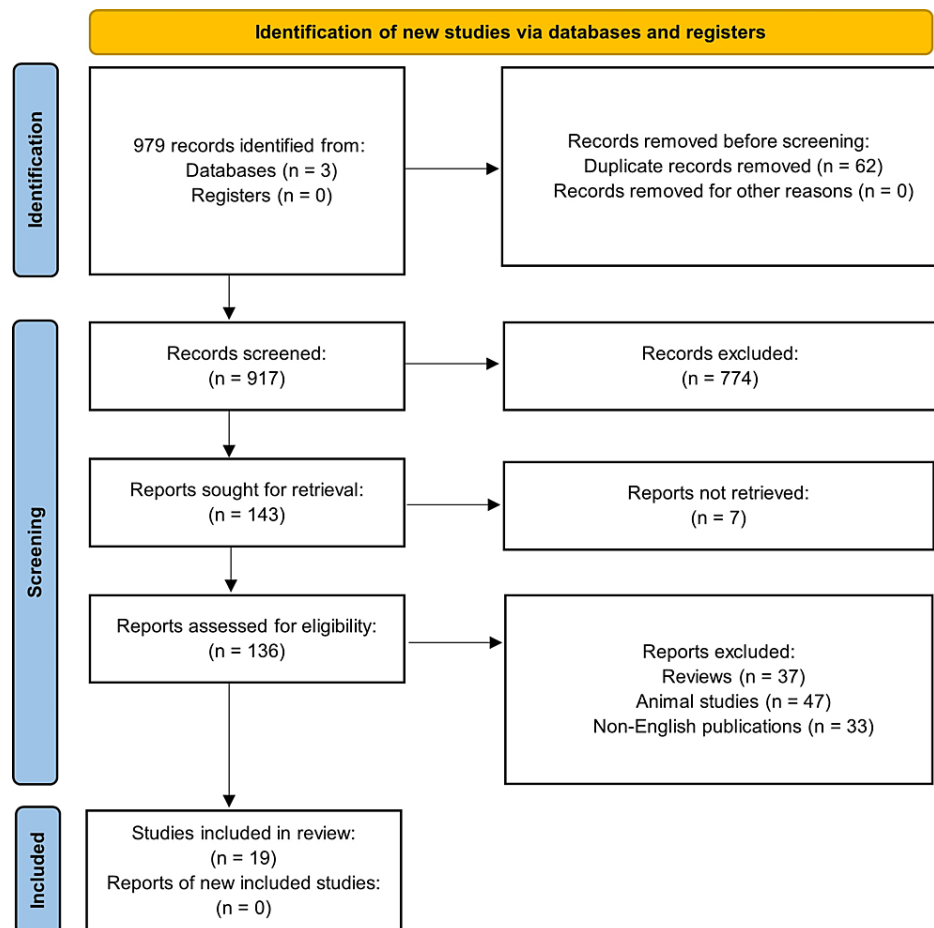 Identification of new studies via databases and registers
Identification
979 records identified from:
Databases (n = 3)
Registers (n = 0)
Records removed before screening:
Duplicate records removed (n = 62)
Records removed for other reasons (n = 0)
Screening
Records screened:
(n = 917)
Records excluded:
(n = 774)
Reports sought for retrieval:
(n = 143)
Reports not retrieved:
(n = 7)
Reports assessed for eligibility:
(n = 136)
Reports excluded:
Reviews (n = 37)
Animal studies (n = 47)
Non-English publications (n = 33)
Included
Studies included in review:
(n = 19)
Reports of new included studies:
(n = 0)